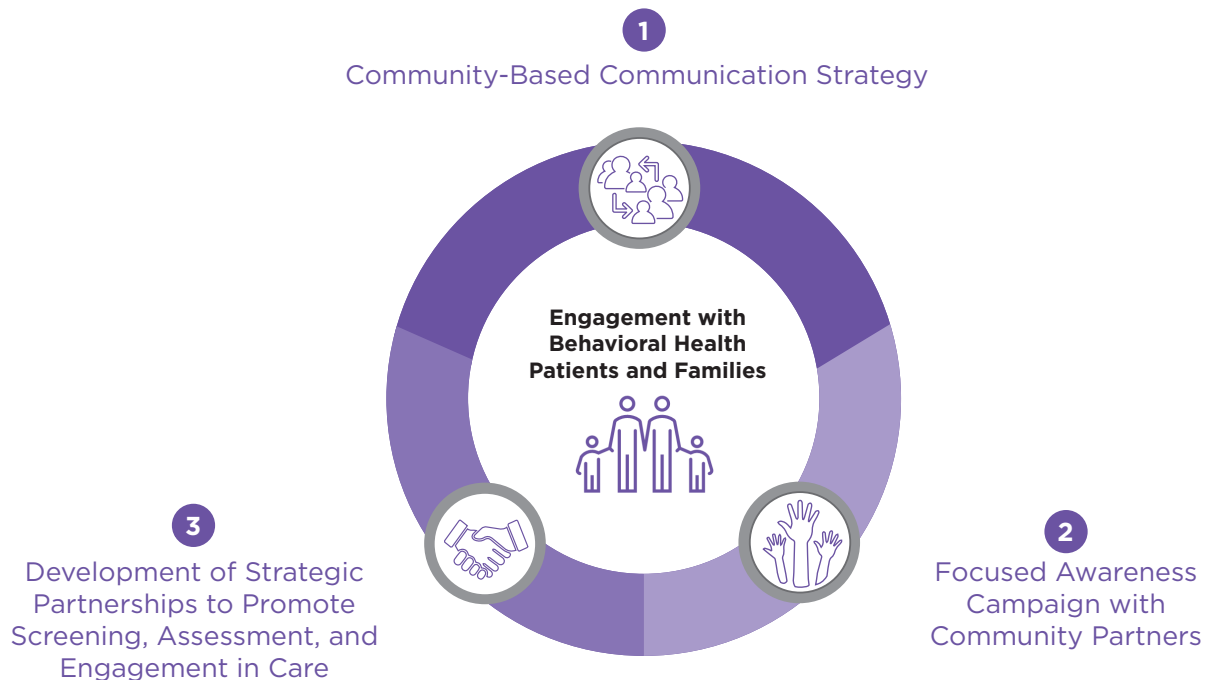 1
Community-Based Communication Strategy
Engagement with
Behavioral Health
Patients and Families
2
Focused Awareness
Campaign with
Community Partners
3
Development of Strategic
Partnerships to Promote
Screening, Assessment, and
Engagement in Care